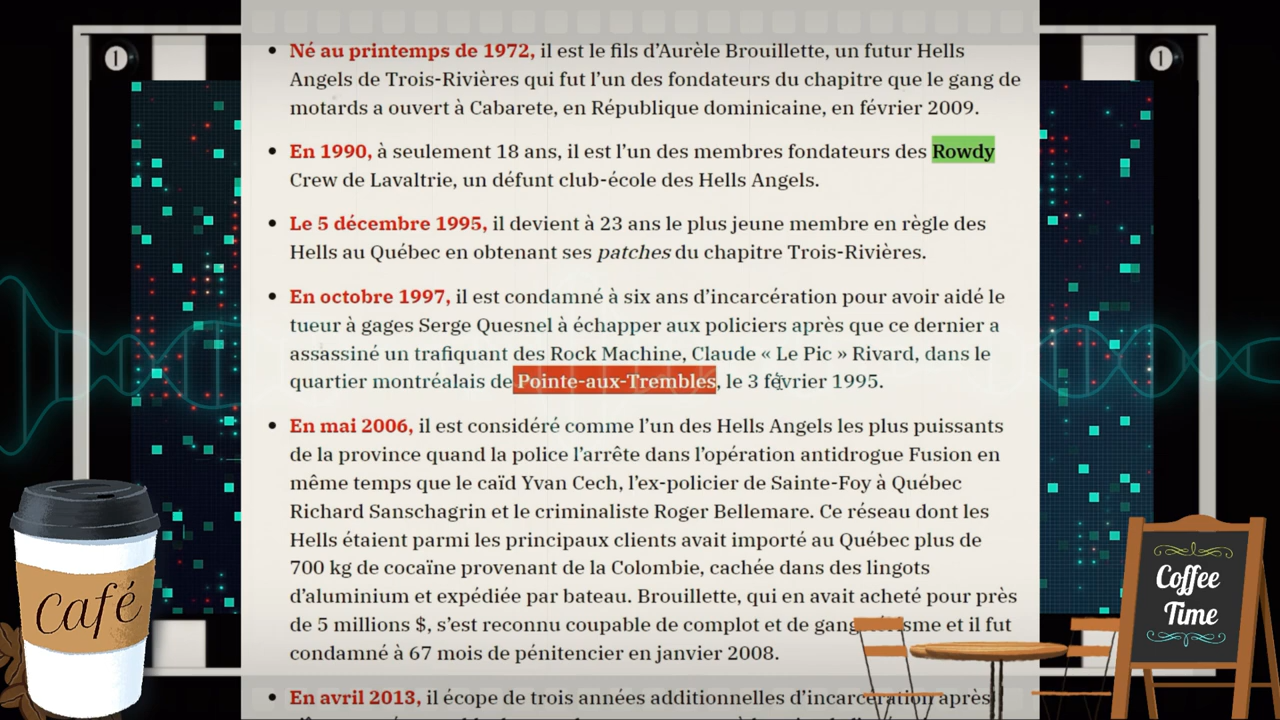 Né au printemps de 1972, il est le fils d’Aurèle Brouillette, un futur Hells
Angels de Trois-Rivières qui fut l’un des fondateurs du chapitre que le gang de
motards a ouvert à Cabarete, en République dominicaine, en février 2009.
En 1990, à seulement 18 ans, il est l’un des membres fondateurs des Rowdy
Crew de Lavaltrie, un défunt club-école des Hells Angels.
Le 5 décembre 1995, il devient à 23 ans le plus jeune membre en règle des
Hells au Québec en obtenant ses patches du chapitre Trois-Rivières.
En octobre 1997, il est condamné à six ans d’incarcération pour avoir aidé le
tueur à gages Serge Quesnel à échapper aux policiers après que ce dernier a
assassiné un trafiquant des Rock Machine, Claude « Le Pic » Rivard, dans le
quartier montréalais de Pointe-aux-Trembles, le 3 février 1995.
En mai 2006, il est considéré comme l’un des Hells Angels les plus puissants
de la province quand la police l’arrête dans l’opération antidrogue Fusion en
même temps que le caïd Yvan Cech, l’ex-policier de Sainte-Foy à Québec
Richard Sanschagrin et le criminaliste Roger Bellemare. Ce réseau dont les
Hells étaient parmi les principaux clients avait importé au Québec plus de
700 kg de cocaïne provenant de la Colombie, cachée dans des lingots
d’aluminium et expédiée par bateau. Brouillette, qui en avait acheté pour près
de 5 millions $, s’est reconnu coupable de complot et de gangstérisme et il fut
condamné à 67 mois de pénitencier en janvier 2008.
En avril 2013, il écope de trois années additionnelles d’incarcération après
Café
Coffee
Time